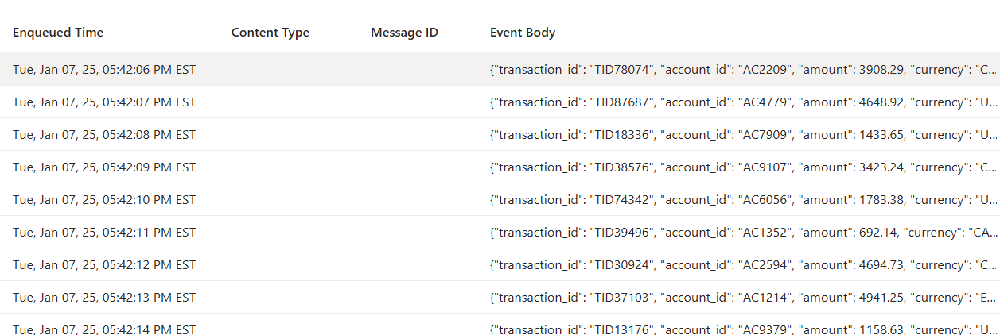 Enqueued Time Content Type Message ID Event Body
Tue, Jan 07, 25, 05:42:06 PM EST {"transaction_id": "TID78074", "account_id": "AC2209", "amount": 3908.29, "currency": "C...
Tue, Jan 07, 25, 05:42:07 PM EST {"transaction_id": "TID87687", "account_id": "AC4779", "amount": 4648.92, "currency": "U...
Tue, Jan 07, 25, 05:42:08 PM EST {"transaction_id": "TID18336", "account_id": "AC7909", "amount": 1433.65, "currency": "U...
Tue, Jan 07, 25, 05:42:09 PM EST {"transaction_id": "TID38576", "account_id": "AC9107", "amount": 3423.24, "currency": "C...
Tue, Jan 07, 25, 05:42:10 PM EST {"transaction_id": "TID74342", "account_id": "AC6056", "amount": 1783.38, "currency": "U...
Tue, Jan 07, 25, 05:42:11 PM EST {"transaction_id": "TID39496", "account_id": "AC1352", "amount": 692.14, "currency": "CA...
Tue, Jan 07, 25, 05:42:12 PM EST {"transaction_id": "TID30924", "account_id": "AC2594", "amount": 4694.73, "currency": "C...
Tue, Jan 07, 25, 05:42:13 PM EST {"transaction_id": "TID37103", "account_id": "AC1214", "amount": 4941.25, "currency": "E...
Tue, Jan 07, 25, 05:42:14 PM EST {"transaction_id": "TID13176", "account_id": "AC9379", "amount": 1158.63, "currency": "U...